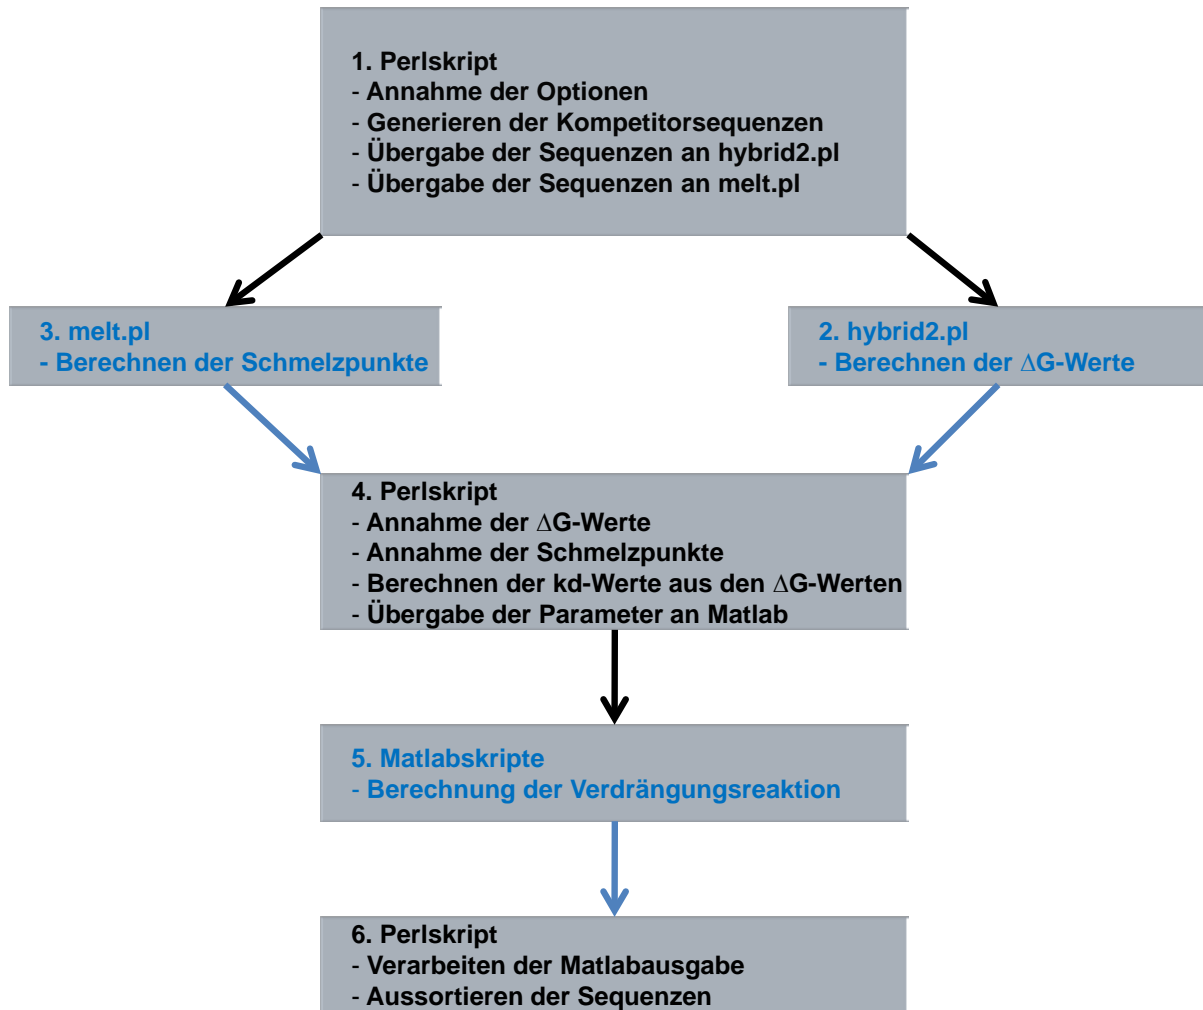 1. Perlskript
- Annahme der Optionen
- Generieren der Kompetitorsequenzen
- Übergabe der Sequenzen an hybrid2.pl
- Übergabe der Sequenzen an melt.pl
3. melt.pl
- Berechnen der Schmelzpunkte
2. hybrid2.pl
- Berechnen der ∆G-Werte
4. Perlskript
- Annahme der ∆G-Werte
- Annahme der Schmelzpunkte
- Berechnen der kd-Werte aus den ∆G-Werten
- Übergabe der Parameter an Matlab
5. Matlabskripte
- Berechnung der Verdrängungsreaktion
6. Perlskript
- Verarbeiten der Matlabausgabe
- Aussortieren der Sequenzen